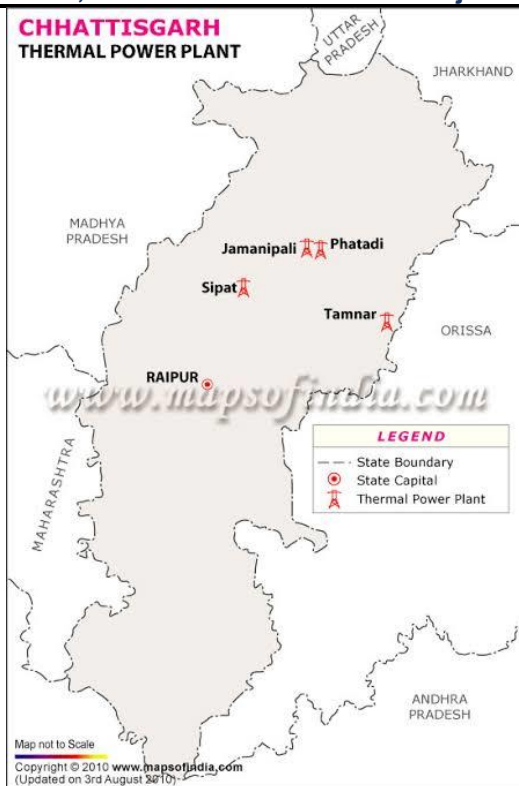 CHHATTISGARH
THERMAL POWER PLANT
UTTAR
PRADESH
JHARKHAND
MADHYA
PRADESH
Jamanipali
Phatadi
Sipat
Tamnar
ORISSA
RAIPUR
www.mapsofindia.com
MAHARASHTRA
LEGEND
State Boundary
State Capital
Thermal Power Plant
ANDHRA
PRADESH
Map not to Scale
Copyright © 2010 www.mapsofindia.com
(Updated on 3rd August 2010)